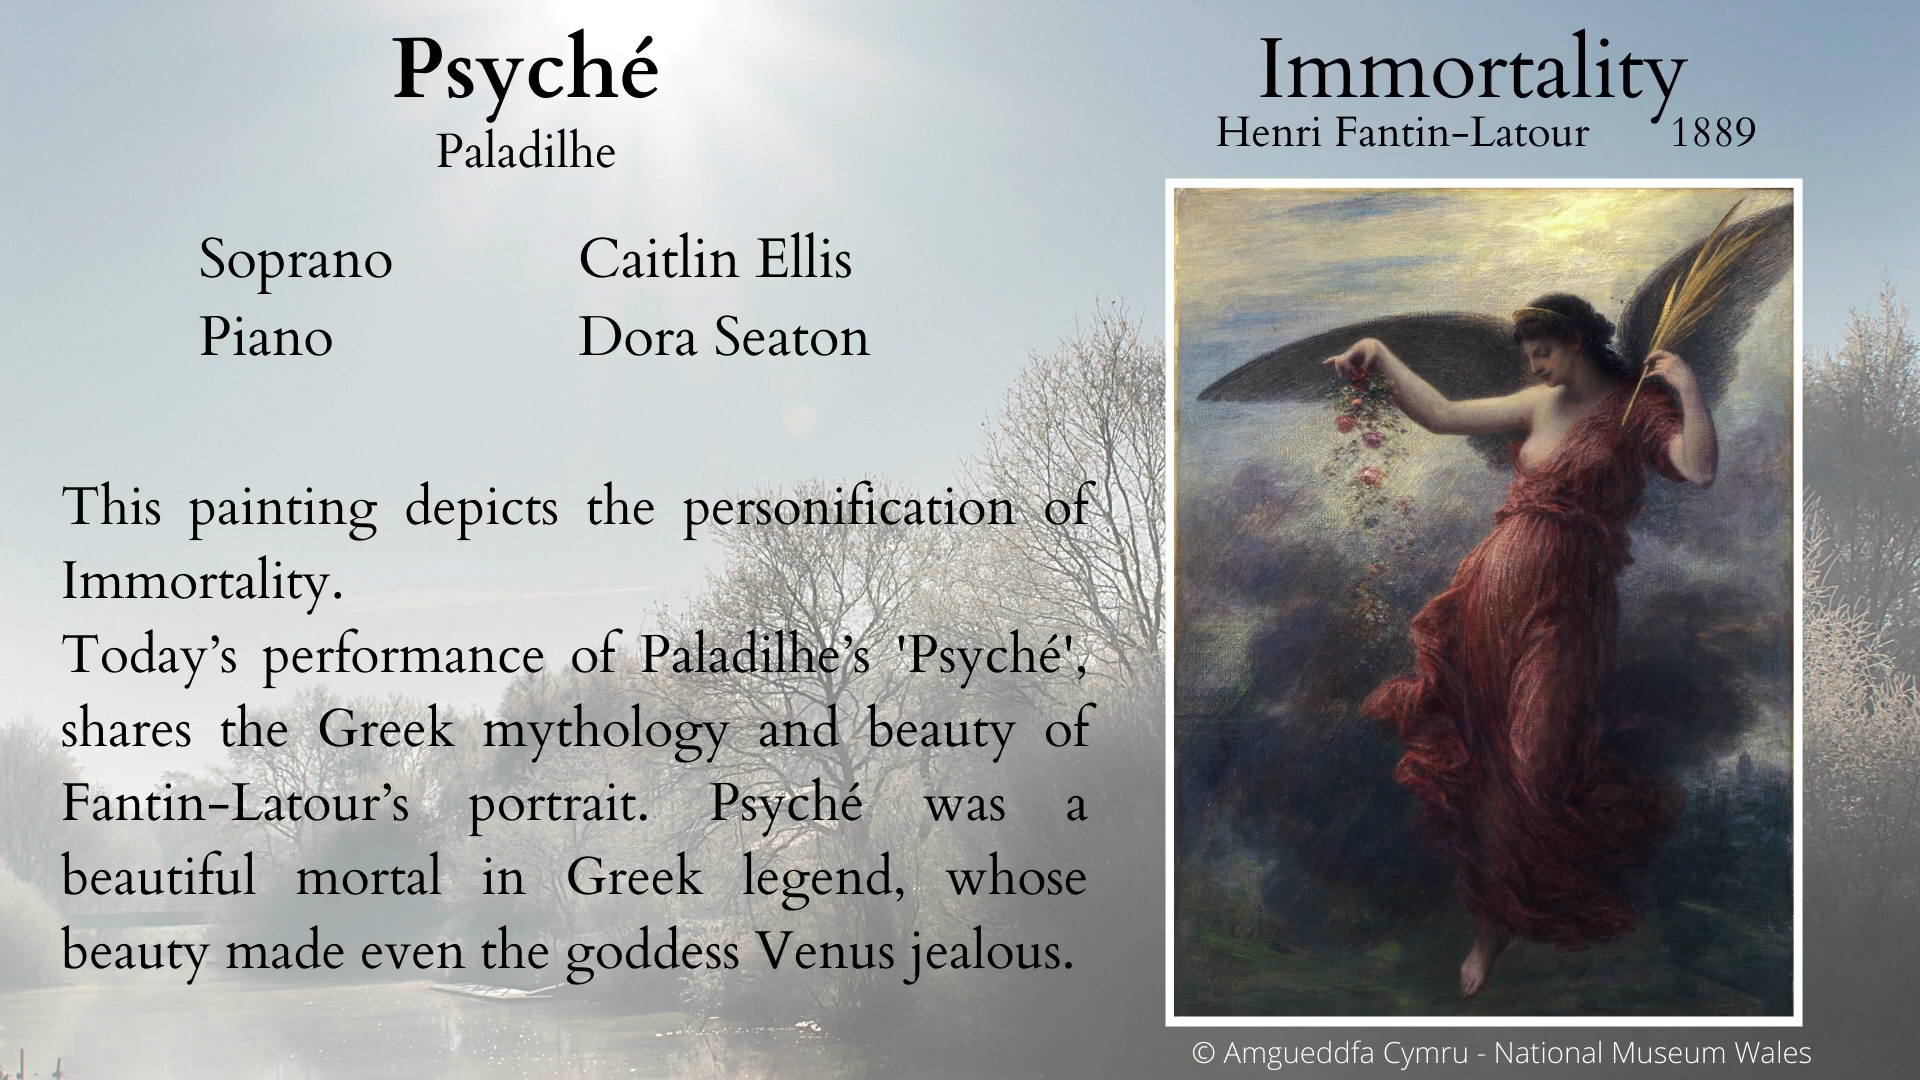 Psyché
Paladilhe
Soprano Caitlin Ellis
Piano Dora Seaton
This painting depicts the personification of
Immortality.
Today’s performance of Paladilhe’s 'Psyché',
shares the Greek mythology and beauty of
Fantin-Latour’s portrait. Psyché was a
beautiful mortal in Greek legend, whose
beauty made even the goddess Venus jealous.
Immortality
Henri Fantin-Latour 1889
© Amgueddfa Cymru - National Museum Wales